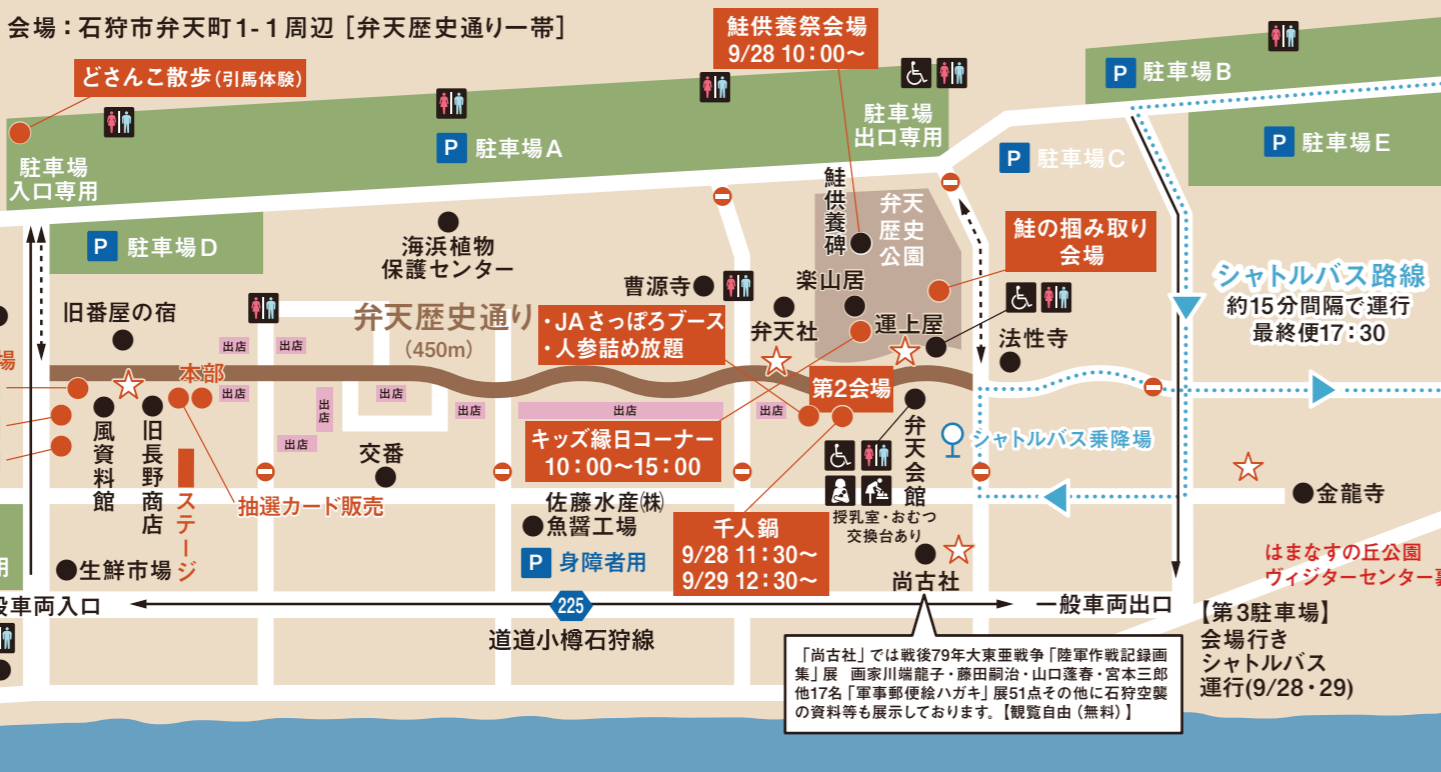 会場：石狩市弁天町1-1周辺［弁天歴史通り一帯］
どさんこ散歩（引馬体験）
鮭供養祭会場
9/28 10：00～
P 駐車場B
駐車場
入口専用
P 駐車場A
駐車場
出口専用
P 駐車場C
P 駐車場E
P 駐車場D
海浜植物
保護センター
鮭供養碑
弁天
歴史
公園
鮭の掴み取り
会場
シャトルバス路線
約15分間隔で運行
最終便17：30
旧番屋の宿
曹源寺
楽山居
弁天歴史通り
（450m）
・JAさっぽろブース
・人参詰め放題
弁天社
運上屋
法性寺
出店
出店
場
本部
出店
出店
出店
出店
出店
出店
出店
第2会場
風資料館
旧長野商店
ステージ
抽選カード販売
交番
キッズ縁日コーナー
10：00～15：00
弁天会館
シャトルバス乗降場
佐藤水産㈱
魚醤工場
P 身障者用
千人鍋
9/28 11：30～
9/29 12：30～
授乳室・おむつ
交換台あり
金龍寺
生鮮市場
用
尚古社
はまなすの丘公園
ヴィジターセンター裏
般車両入口
225
道道小樽石狩線
一般車両出口
【第3駐車場】
会場行き
シャトルバス
運行(9/28・29)
「尚古社」では戦後79年大東亜戦争「陸軍作戦記録画
集」展　画家川端龍子・藤田嗣治・山口蓬春・宮本三郎
他17名「軍事郵便絵ハガキ」展51点その他に石狩空襲
の資料等も展示しております。【観覧自由（無料）】